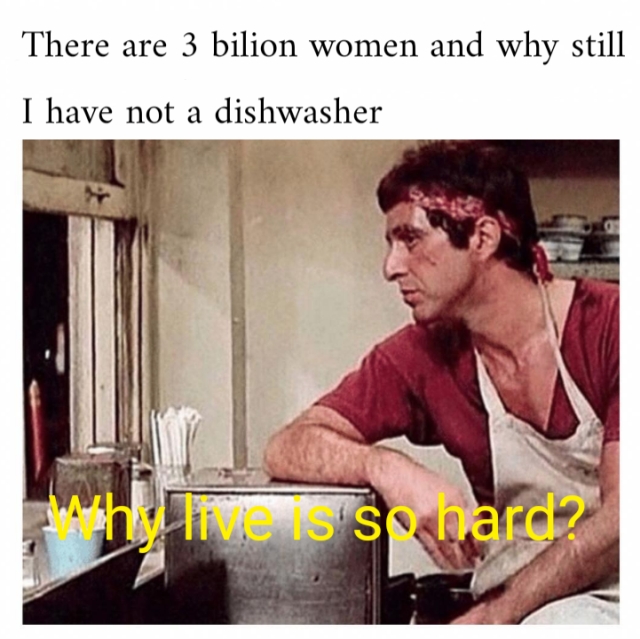 There are 3 bilion women and why still
I have not a dishwasher
Why live is so hard?